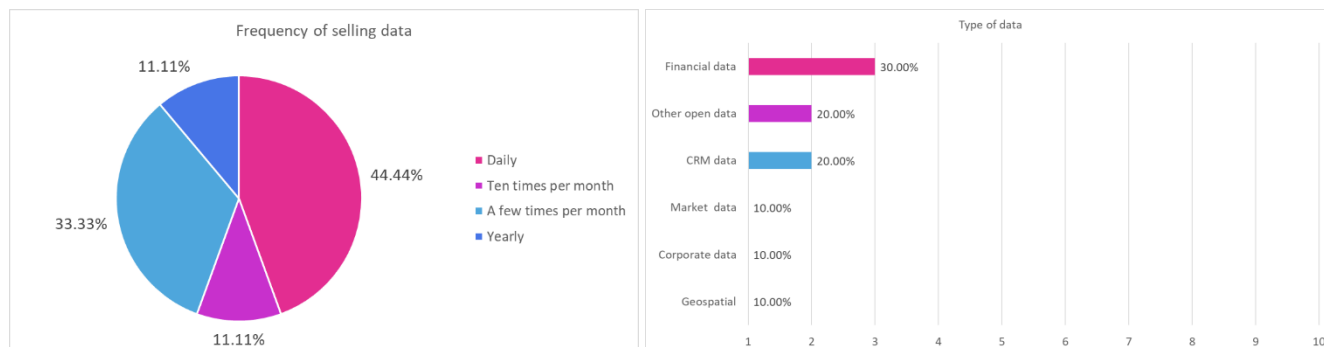 Frequency of selling data
11.11%
44.44%
33.33%
11.11%
Daily
Ten times per month
A few times per month
Yearly
Type of data
Financial data
30.00%
Other open data
20.00%
CRM data
20.00%
Market data
10.00%
Corporate data
10.00%
Geospatial
10.00%
1 2 3 4 5 6 7 8 9 10